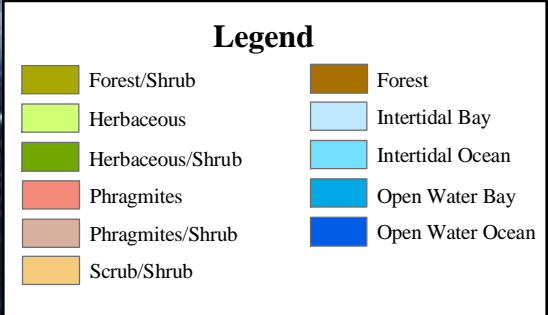 Legend
Forest/Shrub
Herbaceous
Herbaceous/Shrub
Phragmites
Phragmites/Shrub
Scrub/Shrub
Forest
Intertidal Bay
Intertidal Ocean
Open Water Bay
Open Water Ocean